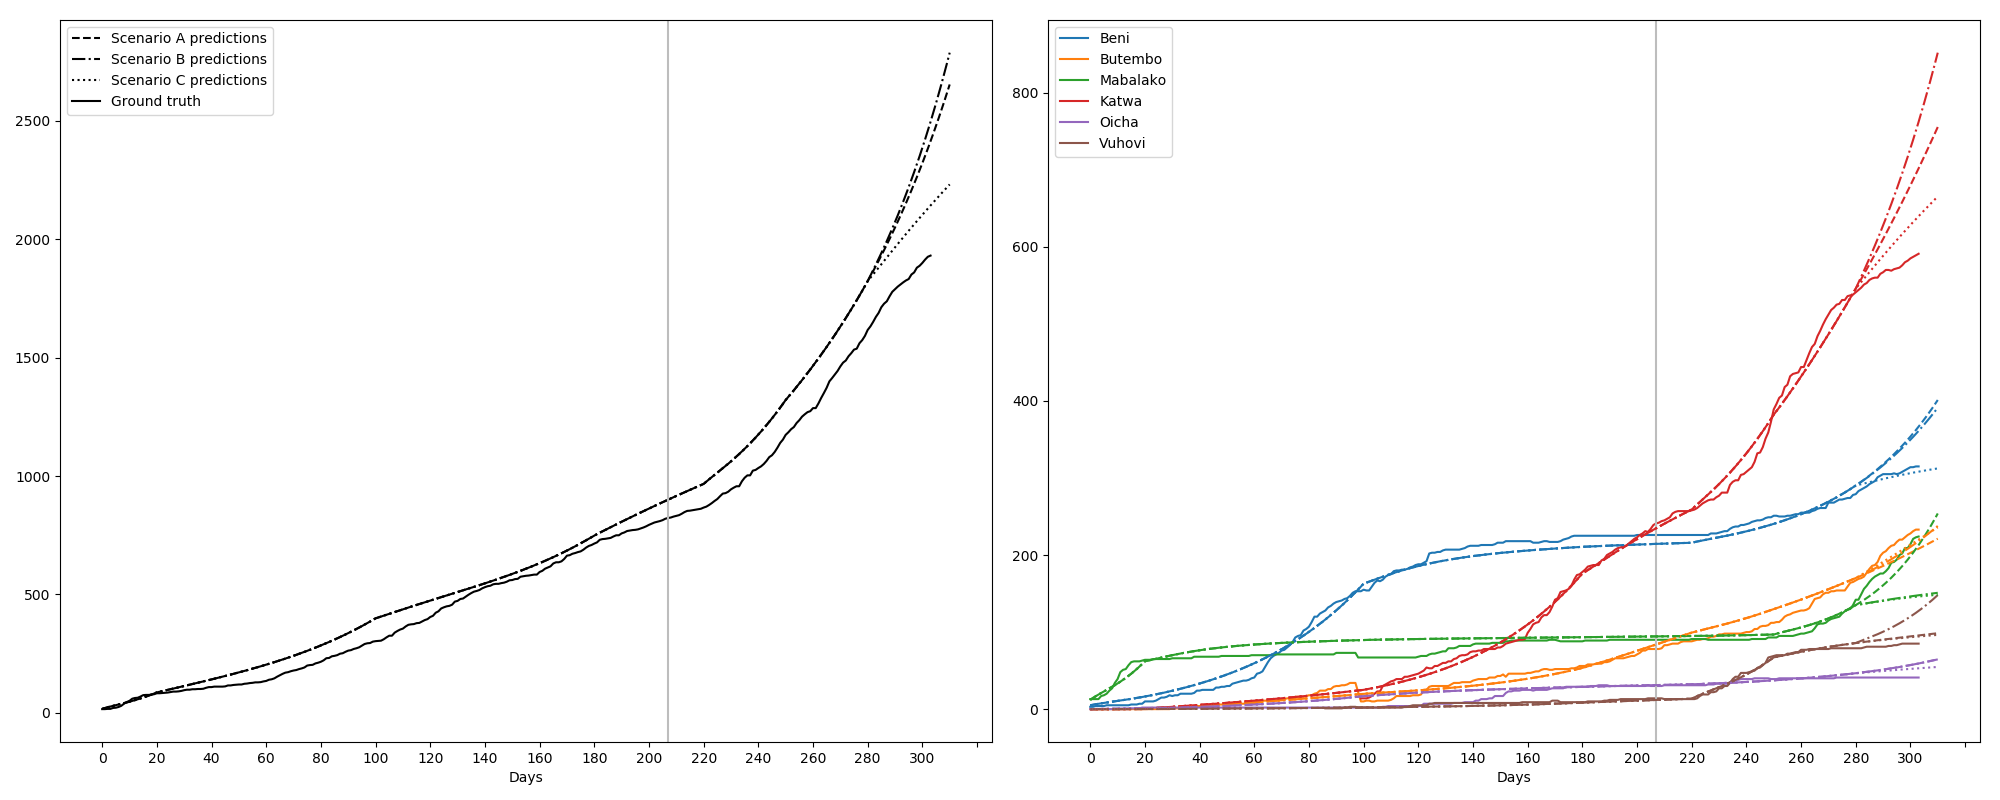 Scenario A predictions
Scenario B predictions
Scenario C predictions
Ground truth
2500
2000
1500
1000
500
0
0 20 40 60 80 100 120 140 160 180 200 220 240 260 280 300
Days
Beni
Butembo
Mabalako
Katwa
Oicha
Vuhovi
800
600
400
200
0
0 20 40 60 80 100 120 140 160 180 200 220 240 260 280 300
Days